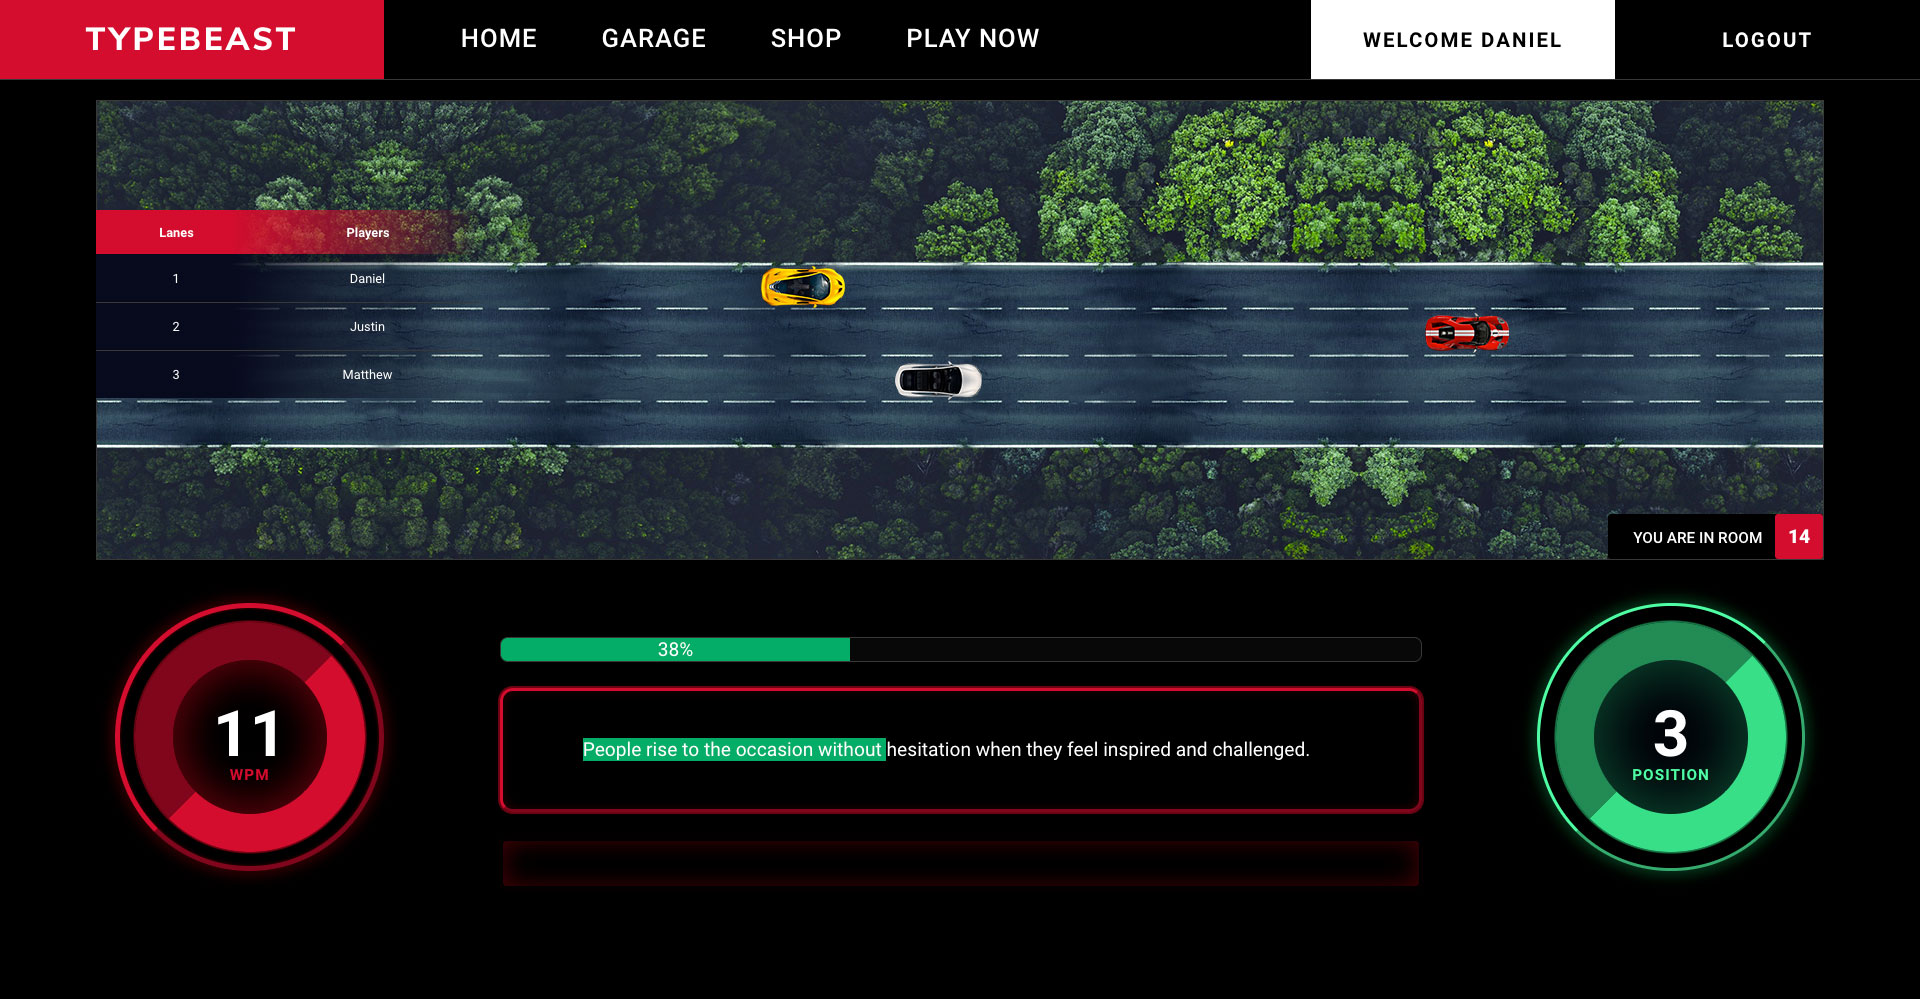 TYPEBEAST
HOME GARAGE SHOP PLAY NOW
WELCOME DANIEL
LOGOUT
Lanes Players
1 Daniel
2 Justin
3 Matthew
YOU ARE IN ROOM 14
38%
11
WPM
People rise to the occasion without hesitation when they feel inspired and challenged.
3
POSITION